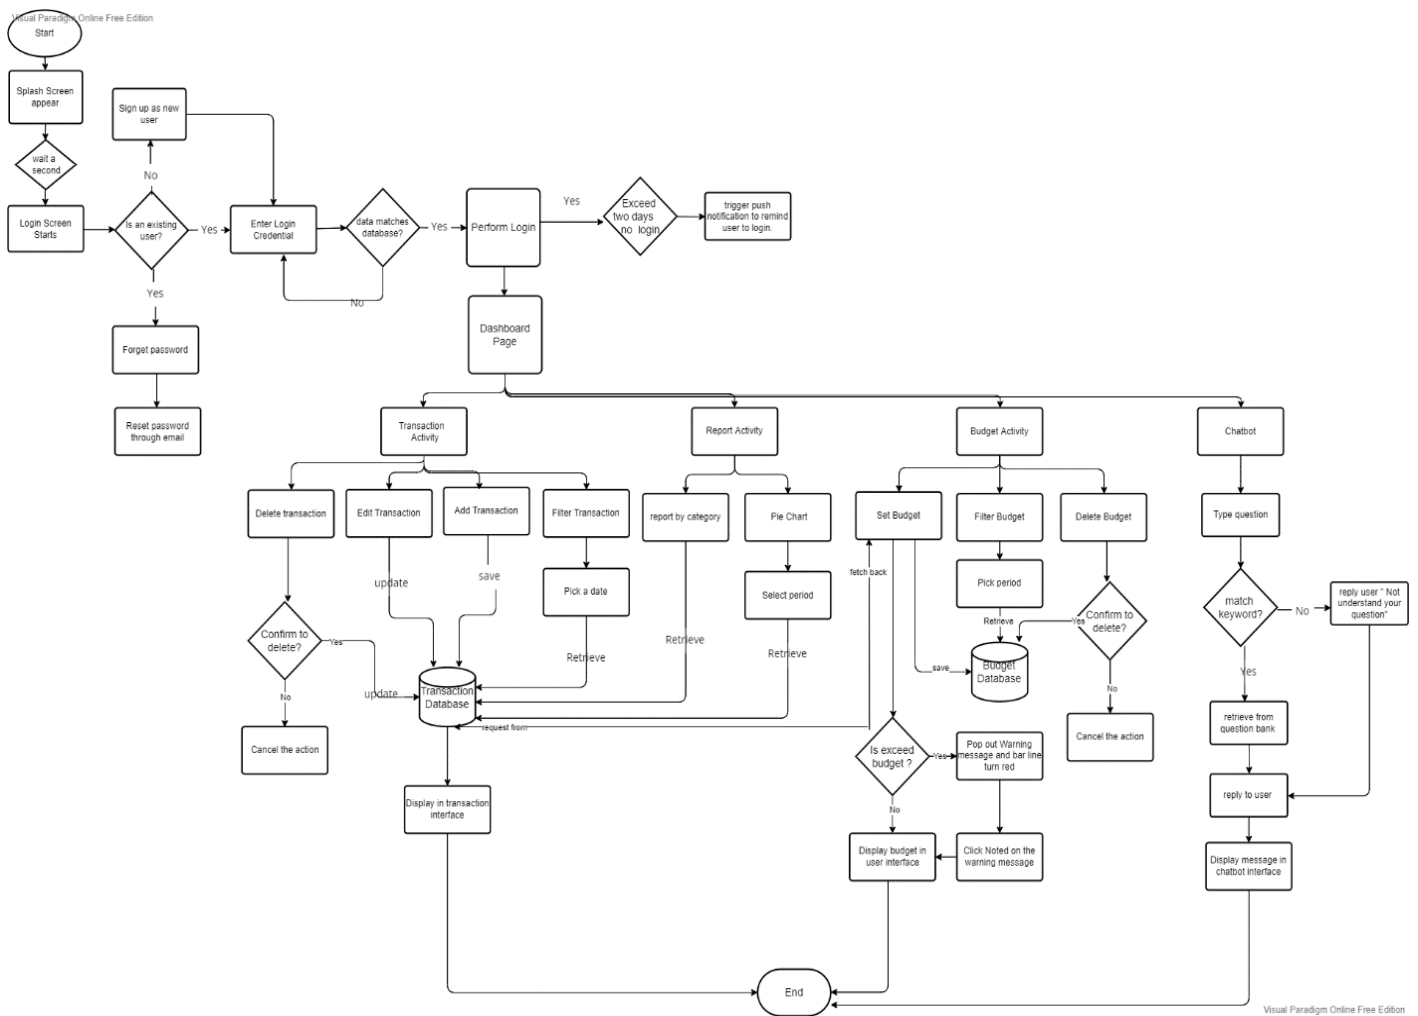 Visual Paradigm Online Free Edition
Start
Splash Screen
appear
wait a
second
Login Screen
Starts
Sign up as new
user
No
Is an existing
user?
Yes
Yes
Forget password
Reset password
through email
Enter Login
Credential
data matches
database?
No
Yes
Perform Login
Yes
Exceed
two days
no login
trigger push
notification to remind
user to login.
Dashboard
Page
Transaction
Activity
Report Activity
Budget Activity
Chatbot
Delete transaction
Edit Transaction
Add Transaction
Filter Transaction
report by category
Pie Chart
Set Budget
Filter Budget
Delete Budget
Type question
update
save
Pick a date
Select period
fetch back
Pick period
Confirm to
delete?
Yes
update
No
Cancel the action
Retrieve
Retrieve
Retrieve
Transaction
Database
request from
Display in transaction
interface
Retrieve
Budget
Database
save
Yes
Confirm to
delete?
No
Cancel the action
Is exceed
budget ?
Yes
Pop out Warning
message and bar line
turn red
No
Display budget in
user interface
Click Noted on the
warning message
match
keyword?
No
reply user " Not
understand your
question"
Yes
retrieve from
question bank
reply to user
Display message in
chatbot interface
End
Visual Paradigm Online Free Edition